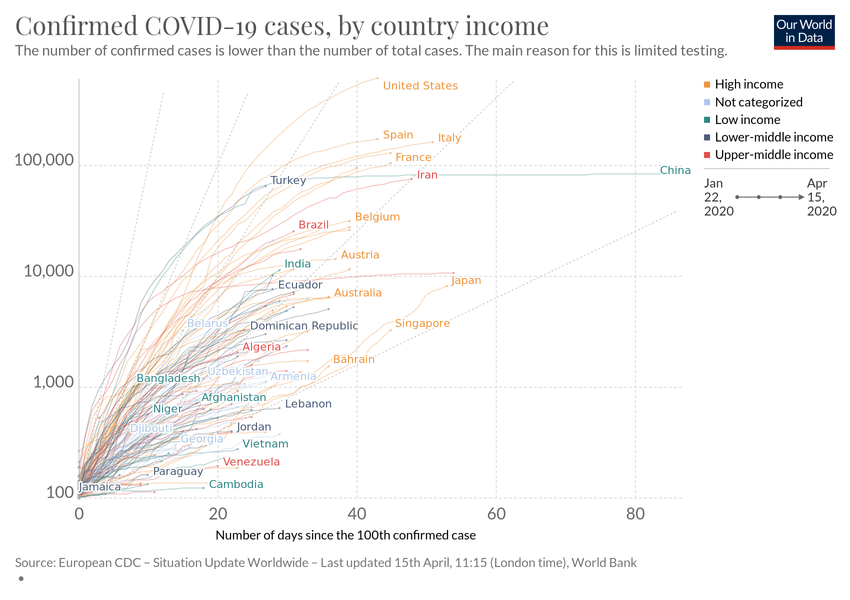 Confirmed COVID-19 cases, by country income
Our World
in Data
The number of confirmed cases is lower than the number of total cases. The main reason for this is limited testing.
High income
Not categorized
Low income
Lower-middle income
Upper-middle income
Jan
22,
2020
Apr
15,
2020
United States
Spain
Italy
France
100,000
China
Iran
Turkey
Belgium
Brazil
Austria
India
10,000
Japan
Ecuador
Australia
Belarus
Dominican Republic
Singapore
Algeria
Bahrain
Uzbekistan
Armenia
Bangladesh
1,000
Afghanistan
Niger
Lebanon
Djibouti
Jordan
Georgia
Vietnam
Venezuela
Paraguay
Jamaica
Cambodia
100
0
20
40
60
80
Number of days since the 100th confirmed case
Source: European CDC – Situation Update Worldwide – Last updated 15th April, 11:15 (London time), World Bank